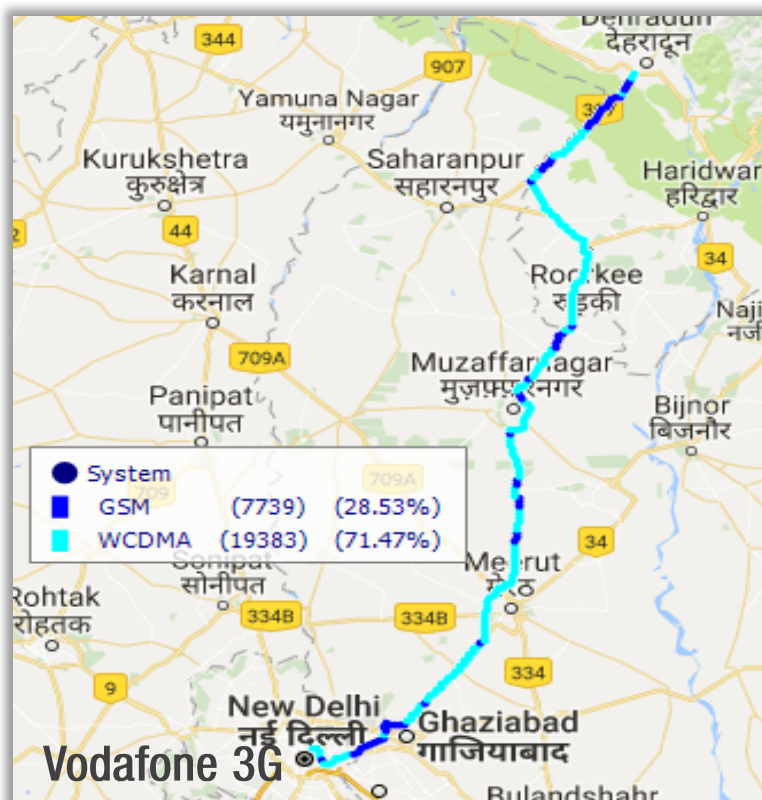 Dehradun
देहरादून
344
907
Yamuna Nagar
यमुनानगर
Kurukshetra
कुरुक्षेत्र
Saharanpur
सहारनपुर
Haridwar
हरिद्वार
44
34
Karnal
करनाल
Roorkee
रुड़की
709A
Muzaffarnagar
मुज़फ़्फ़रनगर
Panipat
पानीपत
Bijnor
बिजनौर
System
GSM (7739) (28.53%)
WCDMA (19383) (71.47%)
709A
709
34
Sonipat
सोनीपत
Meerut
मेरठ
Rohtak
रोहतक
334B
334B
334
9
New Delhi
नई दिल्ली
Ghaziabad
गाजियाबाद
Vodafone 3G
Bulandshahr